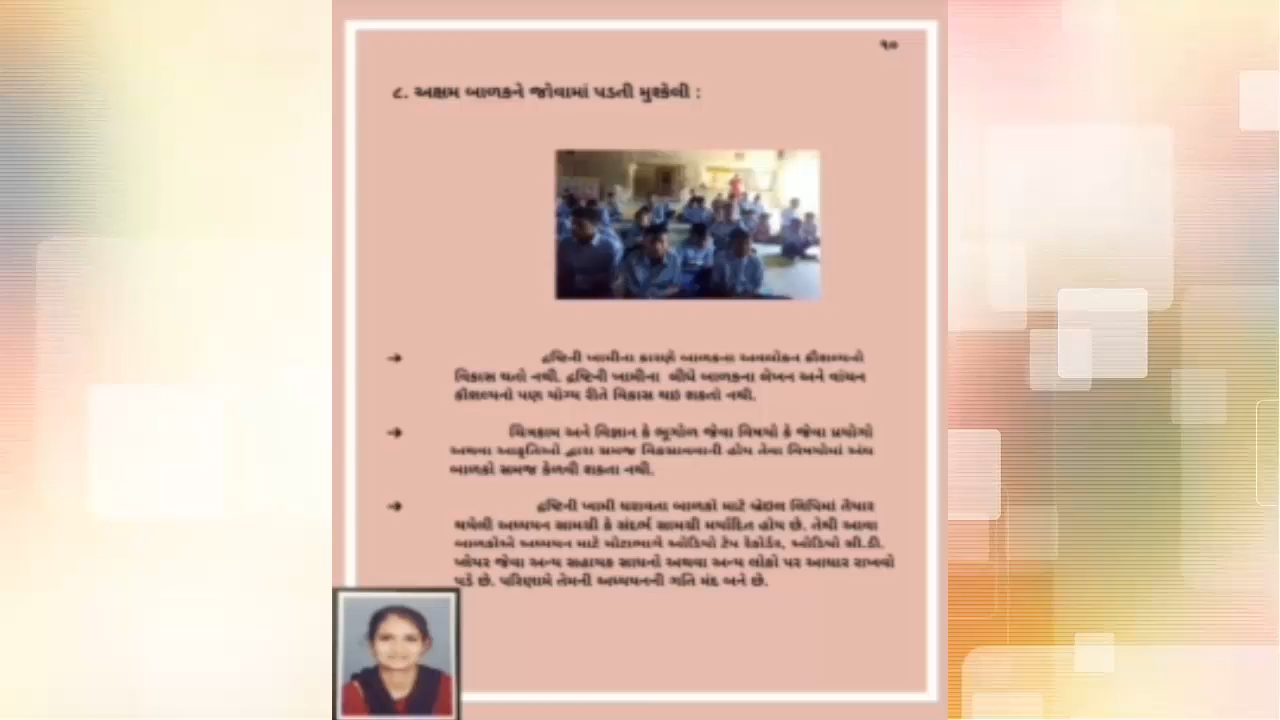 ૧૦
૮. અક્ષમ બાળકને જોવામાં પડતી મુશ્કેલી :
➔ દ્રષ્ટિની ખામીના કારણે બાળકના અવલોકન કૌશલ્યનો
વિકાસ થતો નથી. દ્રષ્ટિની ખામીના લીધે બાળકના લેખન અને વાંચન
કૌશલ્યનો પણ યોગ્ય રીતે વિકાસ થઇ શકતો નથી.
➔ ચિત્રકામ અને વિજ્ઞાન કે ભૂગોળ જેવા વિષયો કે જેવા પ્રયોગો
અથવા આકૃતિઓ દ્વારા સમજ વિકસાવવાની હોય તેવા વિષયોમાં અંધ
બાળકો સમજ કેળવી શકતા નથી.
➔ દ્રષ્ટિની ખામી ધરાવતા બાળકો માટે બ્રેઇલ લિપિમાં તૈયાર
થયેલી અધ્યયન સામગ્રી કે સંદર્ભ સામગ્રી મર્યાદિત હોય છે. તેથી આવા
બાળકોએ અધ્યયન માટે મોટાભાગે ઓડિયો ટેપ રેકોર્ડર, ઓડિયો સી.ડી.
પ્લેયર જેવા અન્ય સહાયક સાધનો અથવા અન્ય લોકો પર આધાર રાખવો
પડે છે. પરિણામે તેમની અધ્યયનની ગતિ મંદ બને છે.